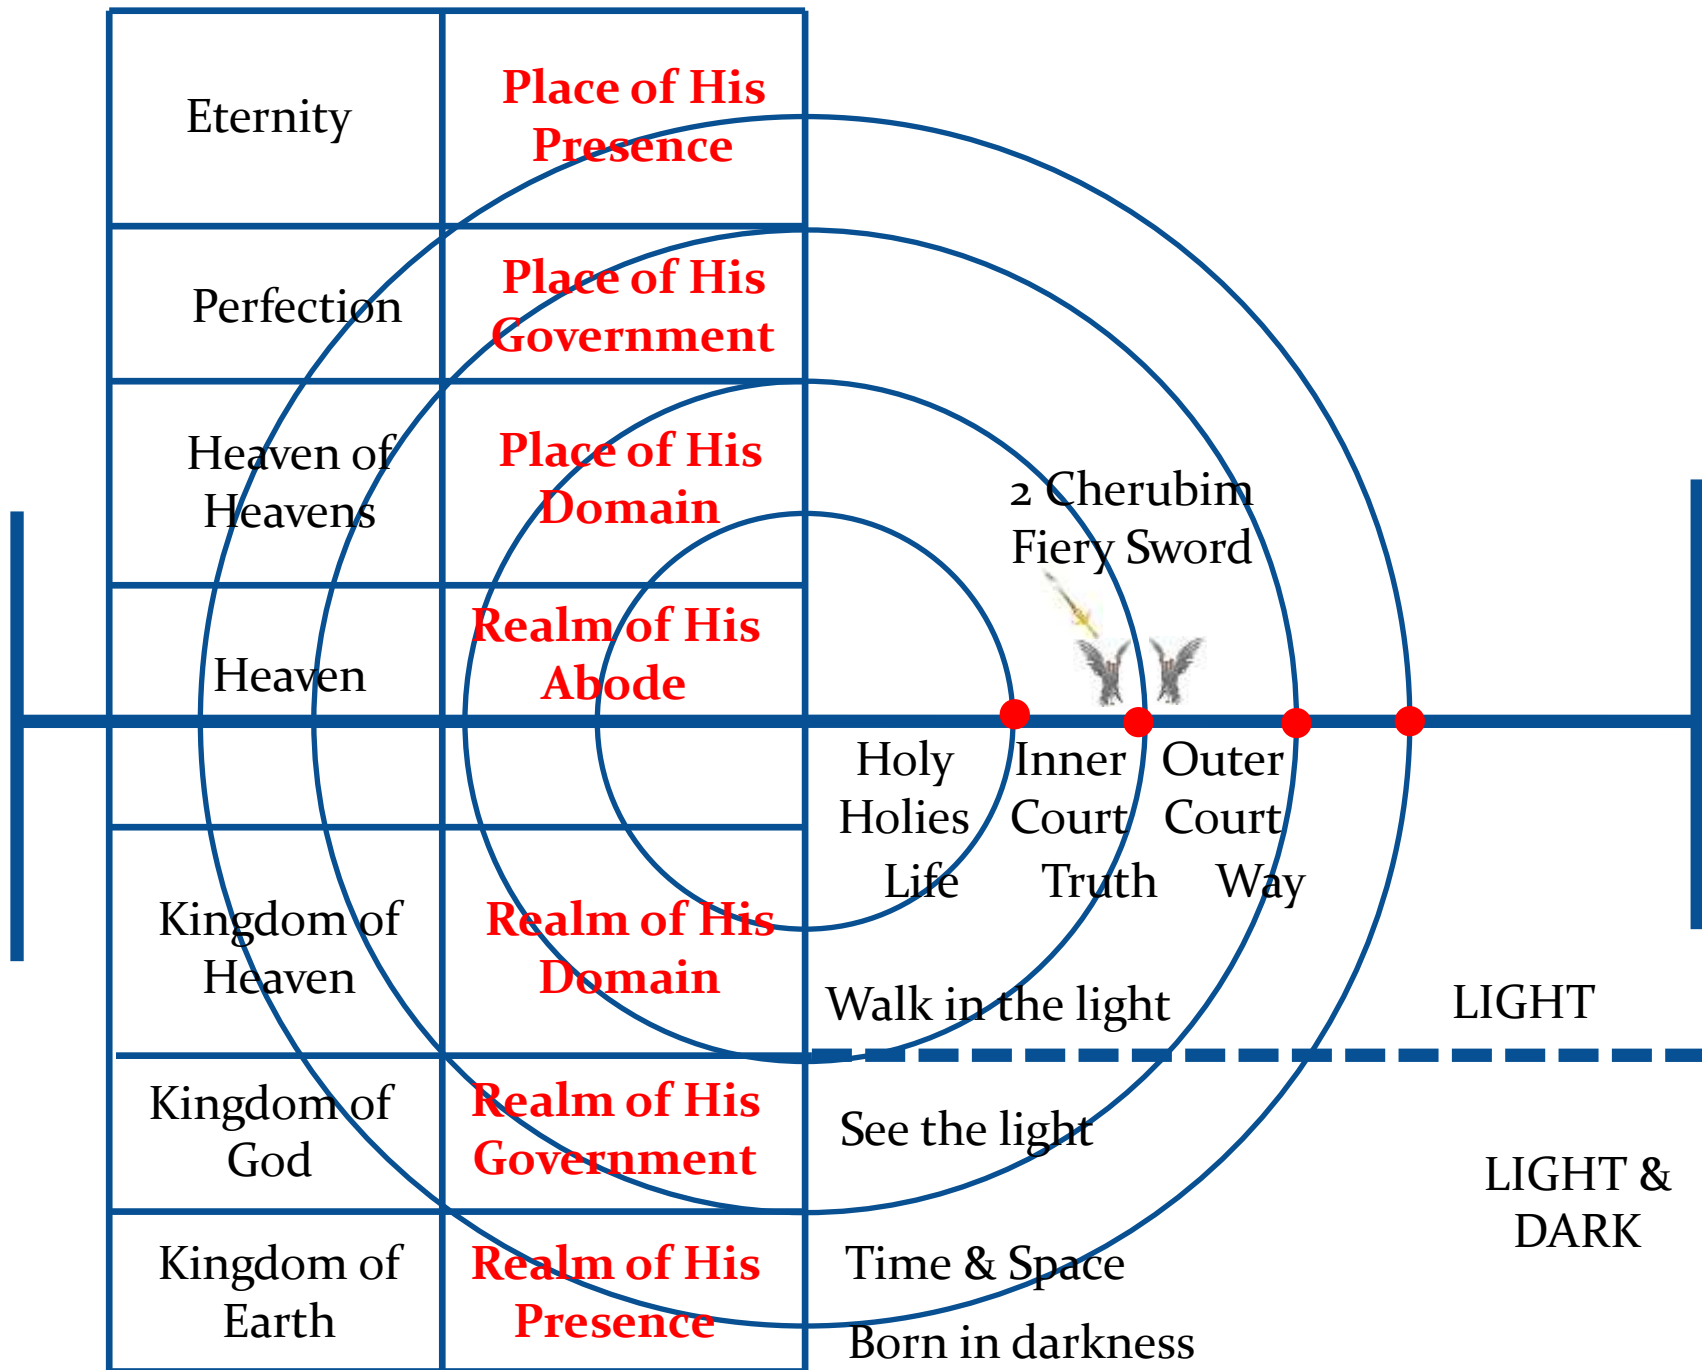 Eternity
Place of His
Presence
Perfection
Place of His
Government
Heaven of
Heavens
Place of His
Domain
2 Cherubim
Fiery Sword
Heaven
Realm of His
Abode
Holy
Holies
Inner
Court
Outer
Court
Life
Truth
Way
Kingdom of
Heaven
Realm of His
Domain
Walk in the light
LIGHT
Kingdom of
God
Realm of His
Government
See the light
LIGHT &
DARK
Kingdom of
Earth
Realm of His
Presence
Time & Space
Born in darkness